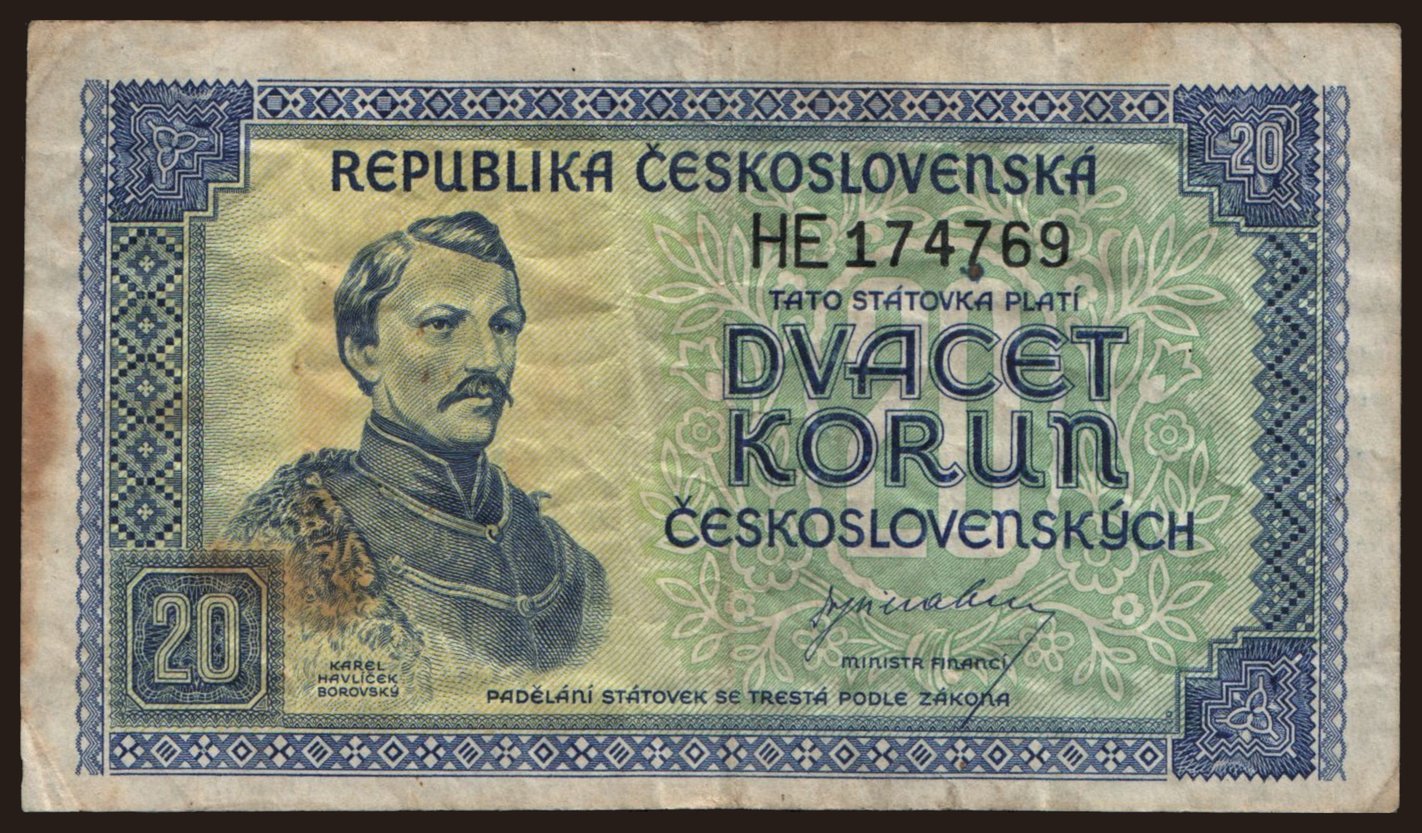 REPUBLIKA ČESKOSLOVENSKÁ
20
HE 174769
TATO STÁTOVKA PLATÍ
DVACET
KORUN
ČESKOSLOVENSKÝCH
20
MINISTR FINANCÍ
KAREL
HAVLÍČEK
BOROVSKÝ
PADĚLÁNÍ STÁTOVEK SE TRESTÁ PODLE ZÁKONA